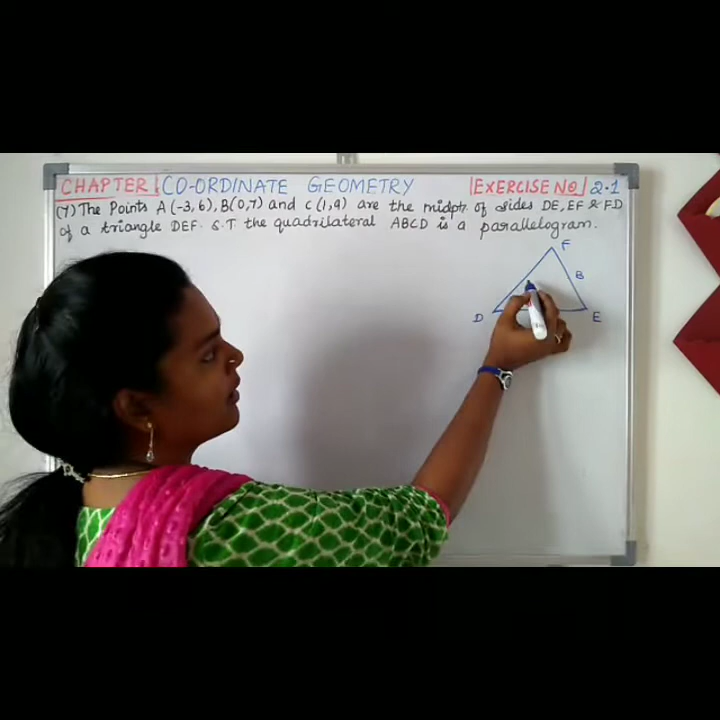 CHAPTER 1 CO-ORDINATE GEOMETRY EXERCISE NO 2.1
(7) The Points A (-3, 6), B(0,7) and C (1,9) are the midpts. of sides DE, EF & FD
of a triangle DEF. S.T the quadrilateral ABCD is a parallelogram.
F
B
D
E